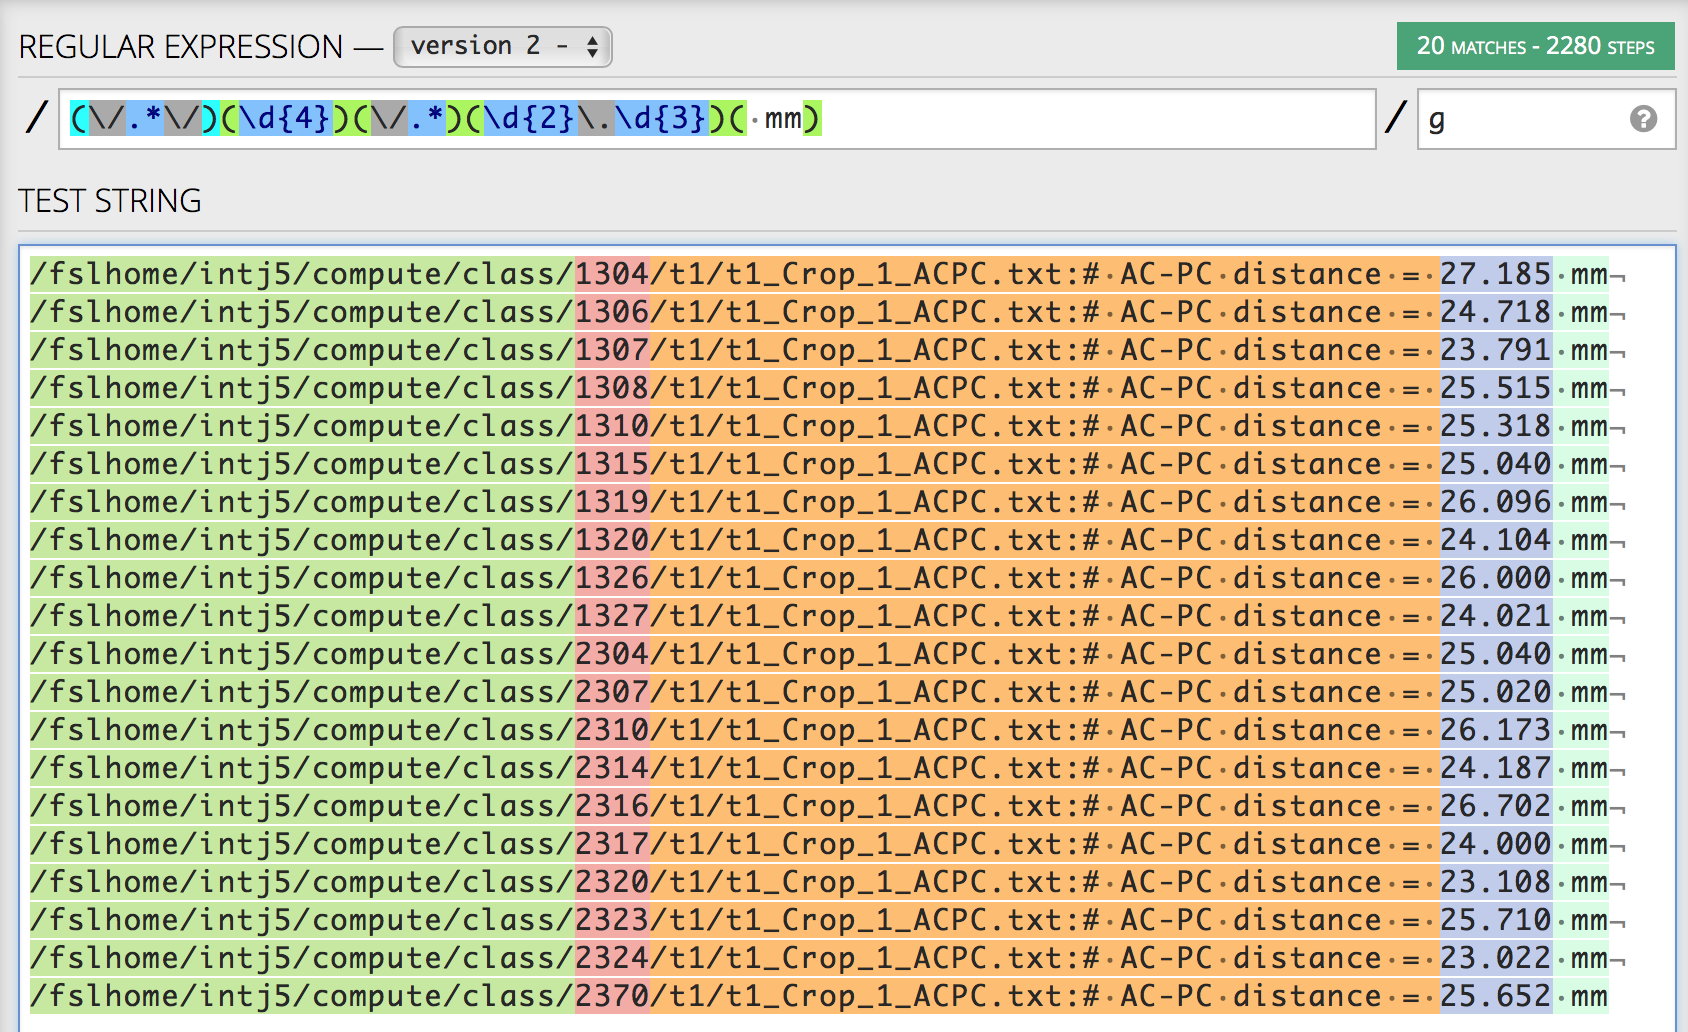 REGULAR EXPRESSION — version 2 - 20 MATCHES - 2280 STEPS
/ (\/.*\/)(\d{4})(\/.*)(\d{2}\.\d{3})(·mm) / g ?
TEST STRING
/fslhome/intj5/compute/class/1304/t1/t1_Crop_1_ACPC.txt:#·AC-PC·distance·=·27.185·mm¬
/fslhome/intj5/compute/class/1306/t1/t1_Crop_1_ACPC.txt:#·AC-PC·distance·=·24.718·mm¬
/fslhome/intj5/compute/class/1307/t1/t1_Crop_1_ACPC.txt:#·AC-PC·distance·=·23.791·mm¬
/fslhome/intj5/compute/class/1308/t1/t1_Crop_1_ACPC.txt:#·AC-PC·distance·=·25.515·mm¬
/fslhome/intj5/compute/class/1310/t1/t1_Crop_1_ACPC.txt:#·AC-PC·distance·=·25.318·mm¬
/fslhome/intj5/compute/class/1315/t1/t1_Crop_1_ACPC.txt:#·AC-PC·distance·=·25.040·mm¬
/fslhome/intj5/compute/class/1319/t1/t1_Crop_1_ACPC.txt:#·AC-PC·distance·=·26.096·mm¬
/fslhome/intj5/compute/class/1320/t1/t1_Crop_1_ACPC.txt:#·AC-PC·distance·=·24.104·mm¬
/fslhome/intj5/compute/class/1326/t1/t1_Crop_1_ACPC.txt:#·AC-PC·distance·=·26.000·mm¬
/fslhome/intj5/compute/class/1327/t1/t1_Crop_1_ACPC.txt:#·AC-PC·distance·=·24.021·mm¬
/fslhome/intj5/compute/class/2304/t1/t1_Crop_1_ACPC.txt:#·AC-PC·distance·=·25.040·mm¬
/fslhome/intj5/compute/class/2307/t1/t1_Crop_1_ACPC.txt:#·AC-PC·distance·=·25.020·mm¬
/fslhome/intj5/compute/class/2310/t1/t1_Crop_1_ACPC.txt:#·AC-PC·distance·=·26.173·mm¬
/fslhome/intj5/compute/class/2314/t1/t1_Crop_1_ACPC.txt:#·AC-PC·distance·=·24.187·mm¬
/fslhome/intj5/compute/class/2316/t1/t1_Crop_1_ACPC.txt:#·AC-PC·distance·=·26.702·mm¬
/fslhome/intj5/compute/class/2317/t1/t1_Crop_1_ACPC.txt:#·AC-PC·distance·=·24.000·mm¬
/fslhome/intj5/compute/class/2320/t1/t1_Crop_1_ACPC.txt:#·AC-PC·distance·=·23.108·mm¬
/fslhome/intj5/compute/class/2323/t1/t1_Crop_1_ACPC.txt:#·AC-PC·distance·=·25.710·mm¬
/fslhome/intj5/compute/class/2324/t1/t1_Crop_1_ACPC.txt:#·AC-PC·distance·=·23.022·mm¬
/fslhome/intj5/compute/class/2370/t1/t1_Crop_1_ACPC.txt:#·AC-PC·distance·=·25.652·mm